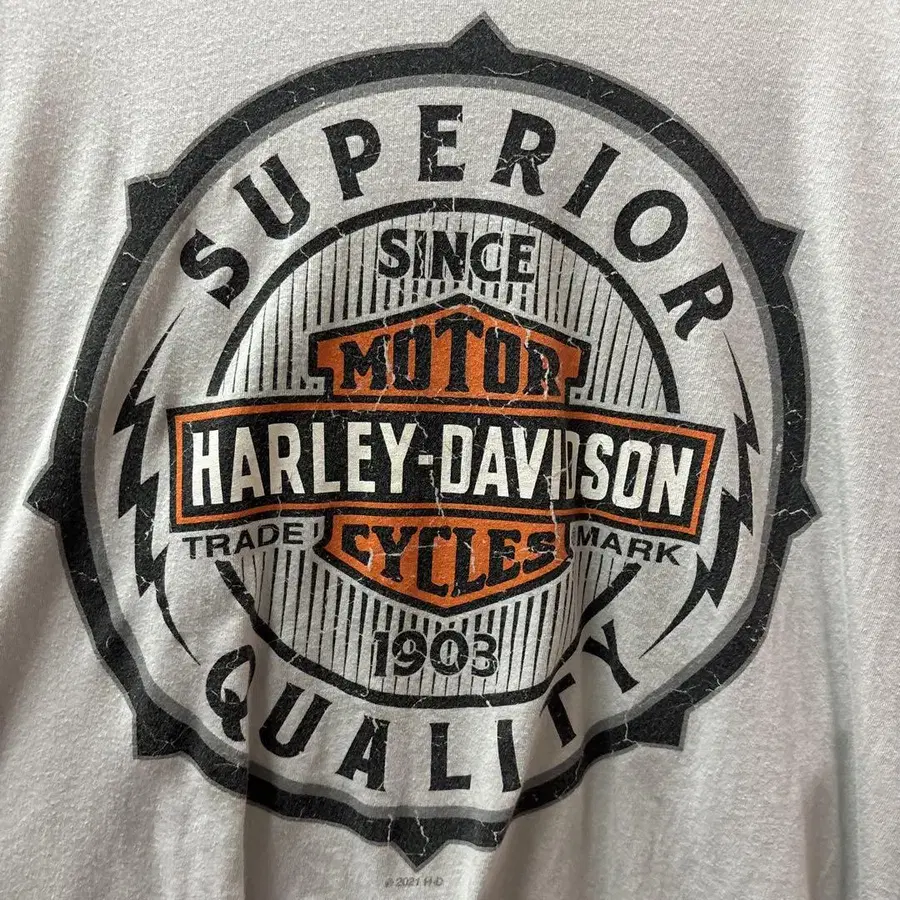 SUPERIOR
SINCE
MOTOR
HARLEY-DAVIDSON
TRADE MARK
CYCLES
1903
QUALITY
© 2021 H-D